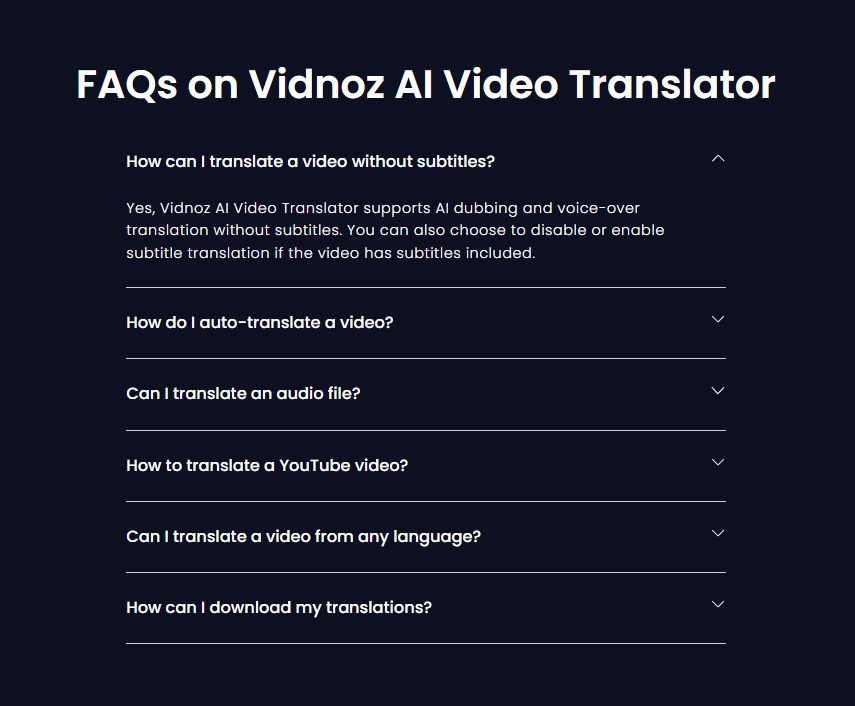 FAQs on Vidnoz AI Video Translator
How can I translate a video without subtitles?
Yes, Vidnoz AI Video Translator supports AI dubbing and voice-over
translation without subtitles. You can also choose to disable or enable
subtitle translation if the video has subtitles included.
How do I auto-translate a video?
Can I translate an audio file?
How to translate a YouTube video?
Can I translate a video from any language?
How can I download my translations?